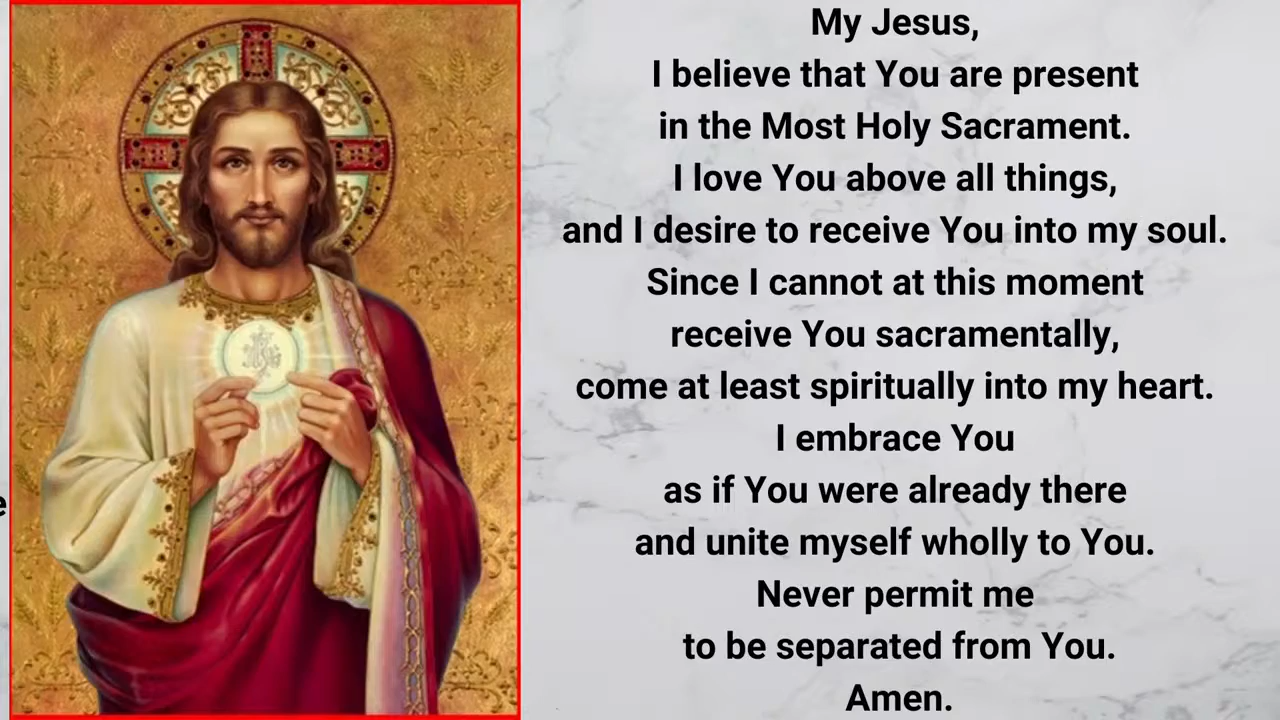 My Jesus,
I believe that You are present
in the Most Holy Sacrament.
I love You above all things,
and I desire to receive You into my soul.
Since I cannot at this moment
receive You sacramentally,
come at least spiritually into my heart.
I embrace You
as if You were already there
and unite myself wholly to You.
Never permit me
to be separated from You.
Amen.